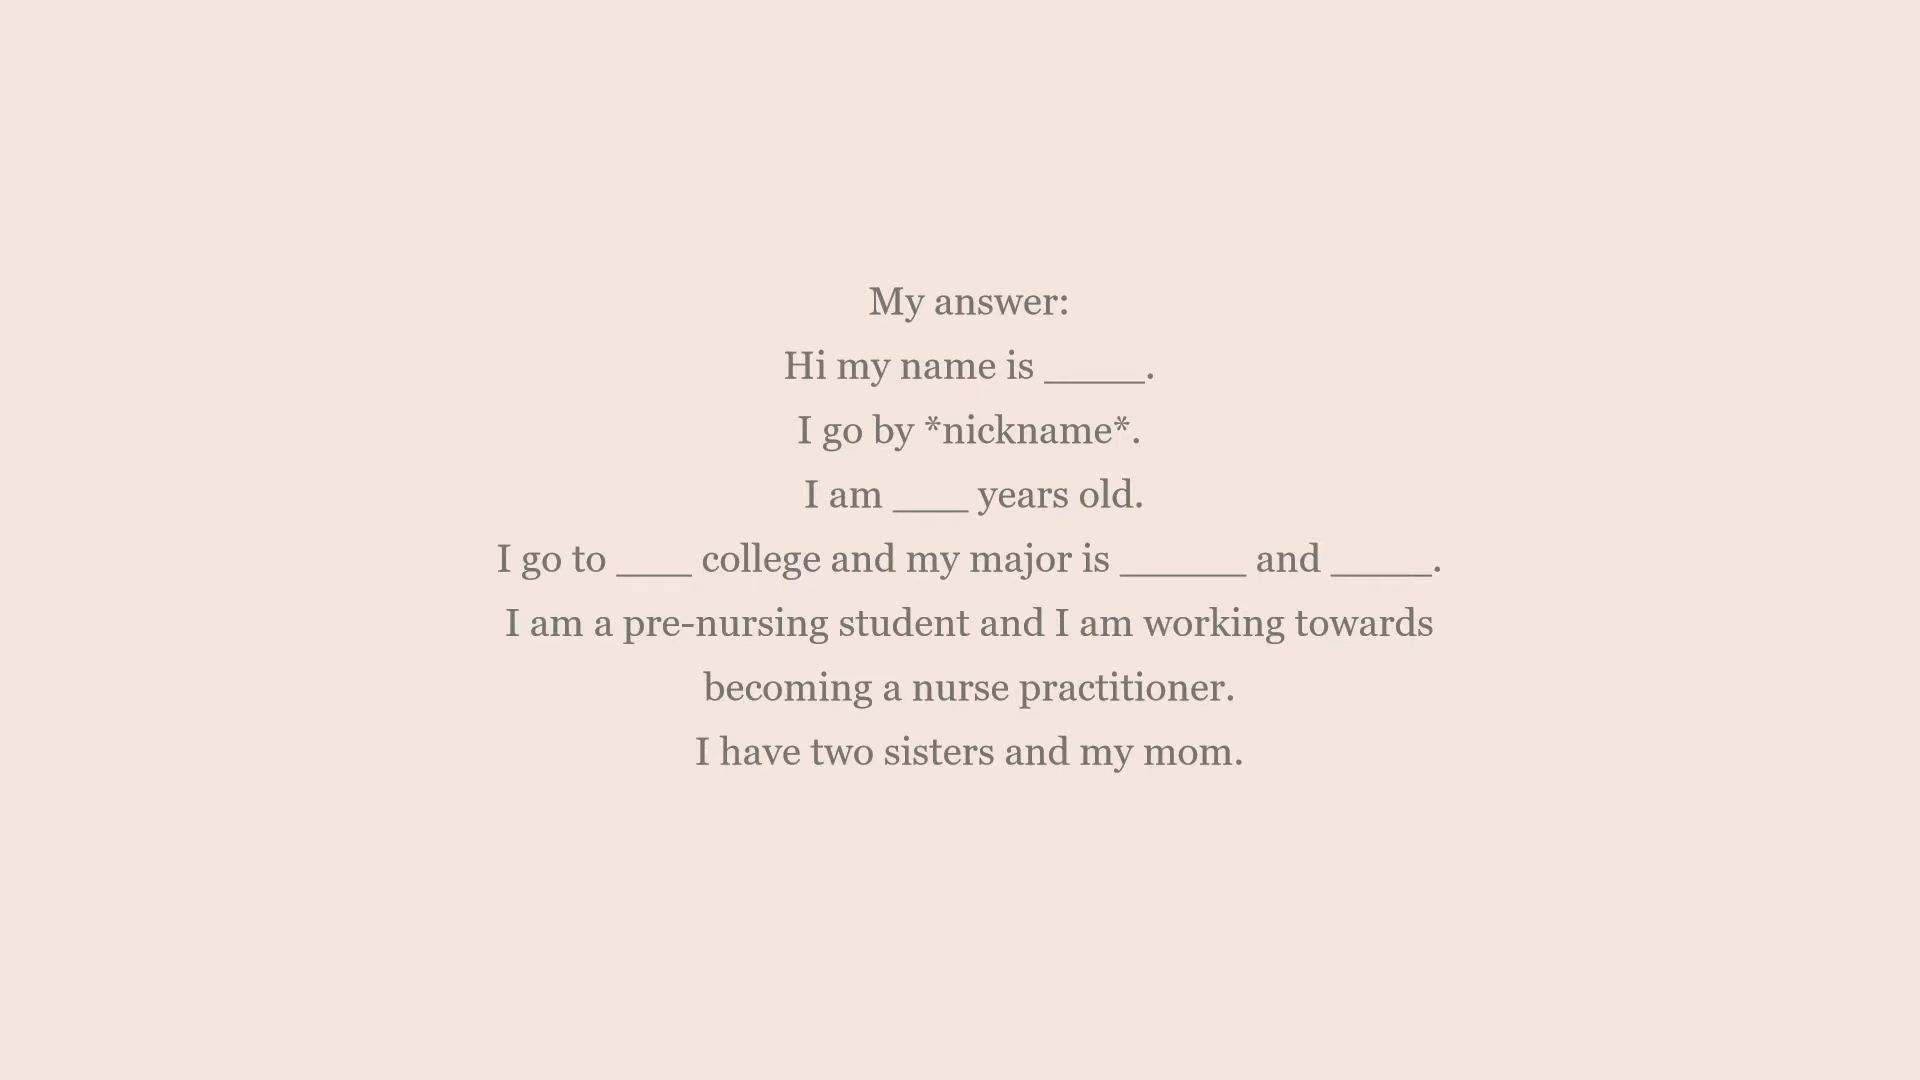 My answer:
Hi my name is _____.
I go by *nickname*.
I am ___ years old.
I go to ___ college and my major is _____ and ____.
I am a pre-nursing student and I am working towards
becoming a nurse practitioner.
I have two sisters and my mom.